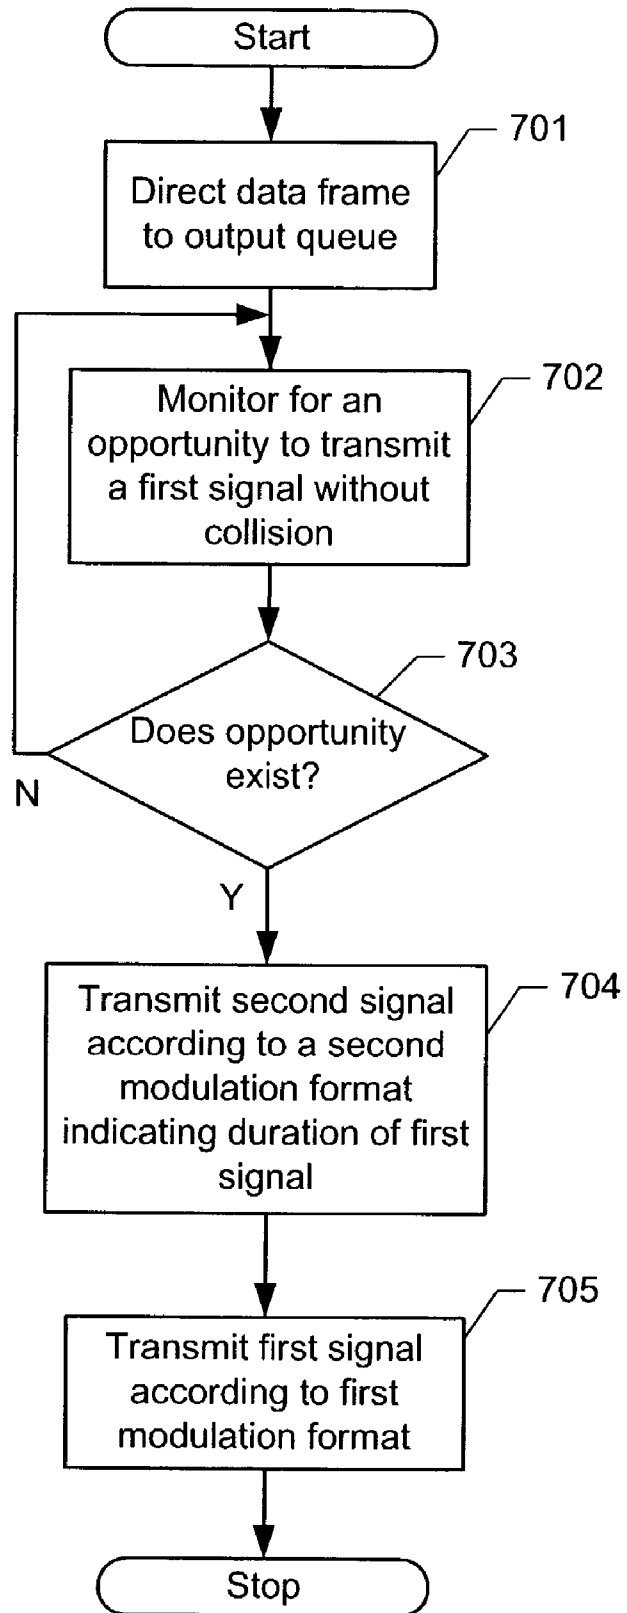 Start
701
Direct data frame
to output queue
702
Monitor for an
opportunity to transmit
a first signal without
collision
703
Does opportunity
exist?
N
Y
704
Transmit second signal
according to a second
modulation format
indicating duration of first
signal
705
Transmit first signal
according to first
modulation format
Stop